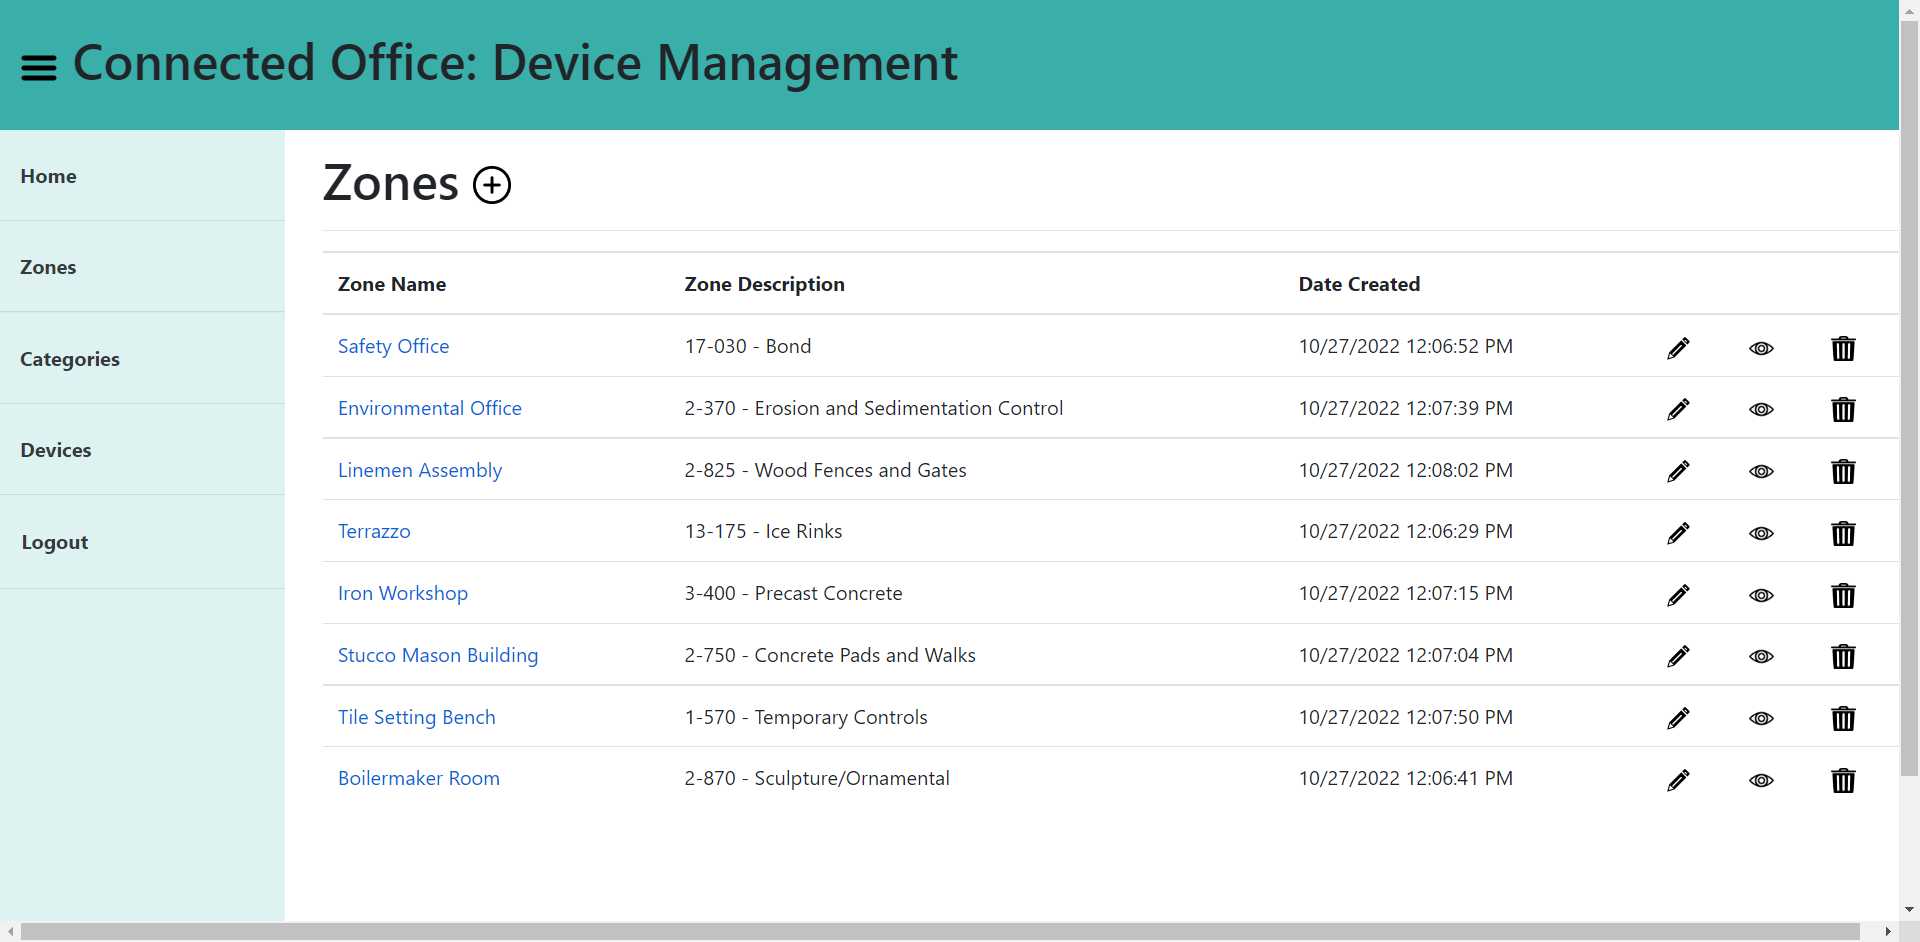 Connected Office: Device Management
Home
Zones
Categories
Devices
Logout
Zones
Zone Name Zone Description Date Created
Safety Office 17-030 - Bond 10/27/2022 12:06:52 PM
Environmental Office 2-370 - Erosion and Sedimentation Control 10/27/2022 12:07:39 PM
Linemen Assembly 2-825 - Wood Fences and Gates 10/27/2022 12:08:02 PM
Terrazzo 13-175 - Ice Rinks 10/27/2022 12:06:29 PM
Iron Workshop 3-400 - Precast Concrete 10/27/2022 12:07:15 PM
Stucco Mason Building 2-750 - Concrete Pads and Walks 10/27/2022 12:07:04 PM
Tile Setting Bench 1-570 - Temporary Controls 10/27/2022 12:07:50 PM
Boilermaker Room 2-870 - Sculpture/Ornamental 10/27/2022 12:06:41 PM